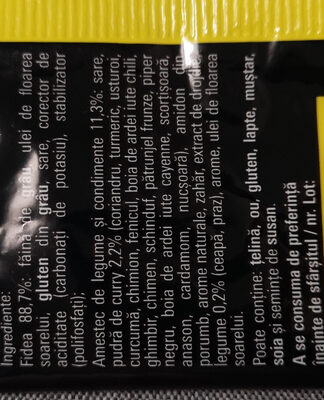 Ingrediente:
Fidea 88,7%: făină de grâu, ulei de floarea
soarelui, gluten din grâu, sare, corector de
aciditate (carbonați de potasiu), stabilizator
(polifosfați);
Amestec de legume și condimente 11,3%: sare,
pudra de curry 2,2% (coriandru, turmeric, usturoi,
curcumă, chimion, fenicul, boia de ardei iute chili,
ghimbir, chimen, schinduf, pătrunjel frunze, piper
negru, boia de ardei iute cayenne, scorțișoară,
anason, cardamom, nucșoară), amidon din
porumb, arome naturale, zahăr, extract de drojdie,
legume 0,2% (ceapă, praz), arome, ulei de floarea
soarelui.
Poate conține: țelină, ou, gluten, lapte, muștar,
soia și semințe de susan.
A se consuma de preferință
înainte de sfârșitul / nr. Lot: